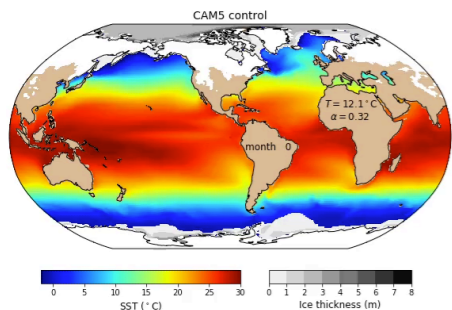 CAM5 control
T = 12.1°C
α = 0.32
month 0
0 5 10 15 20 25 30
SST (°C)
0 1 2 3 4 5 6 7 8
Ice thickness (m)